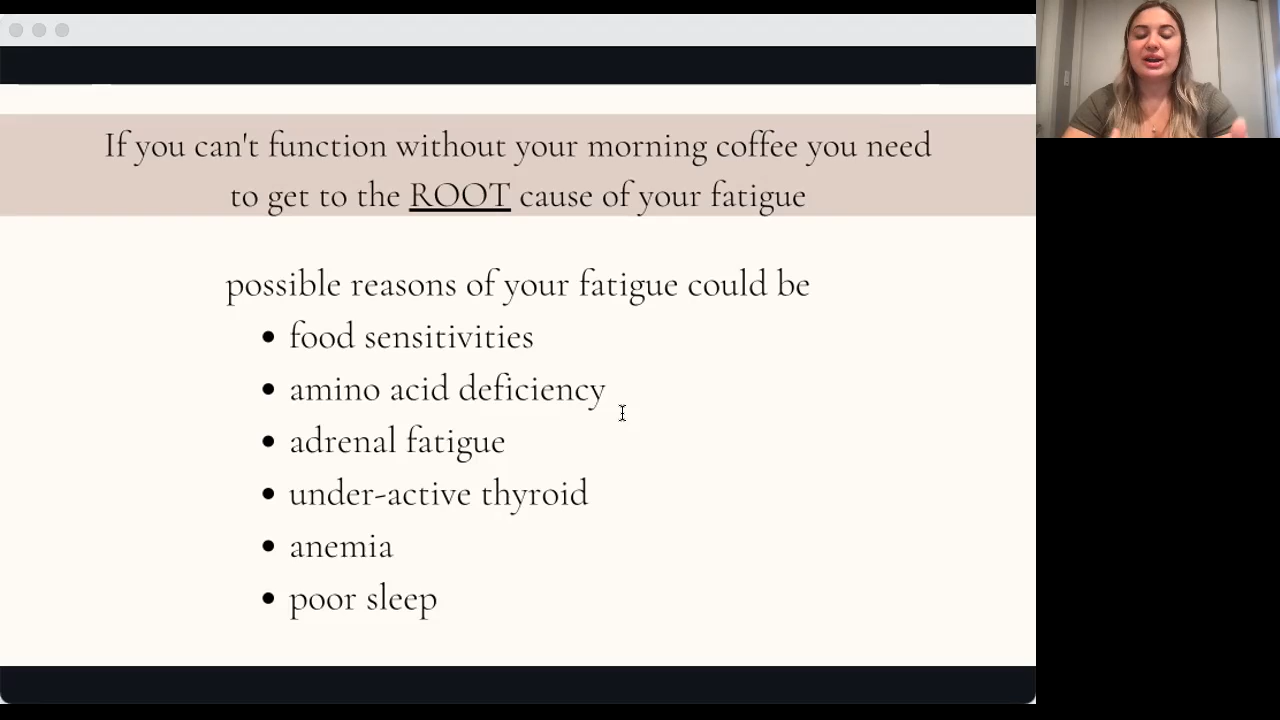 If you can't function without your morning coffee you need
to get to the ROOT cause of your fatigue
possible reasons of your fatigue could be
• food sensitivities
• amino acid deficiency
• adrenal fatigue
• under-active thyroid
• anemia
• poor sleep